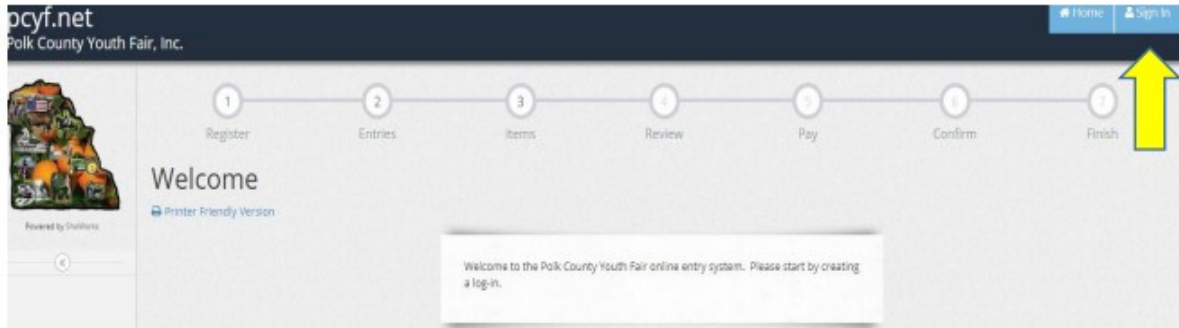 pcyf.net
Polk County Youth Fair, Inc.
Home Sign In
1 2 3 4 5 6 7
Register Entries Items Review Pay Confirm Finish
Welcome
Printer Friendly Version
Powered by ShoWorks
Welcome to the Polk County Youth Fair online entry system. Please start by creating
a log-in.